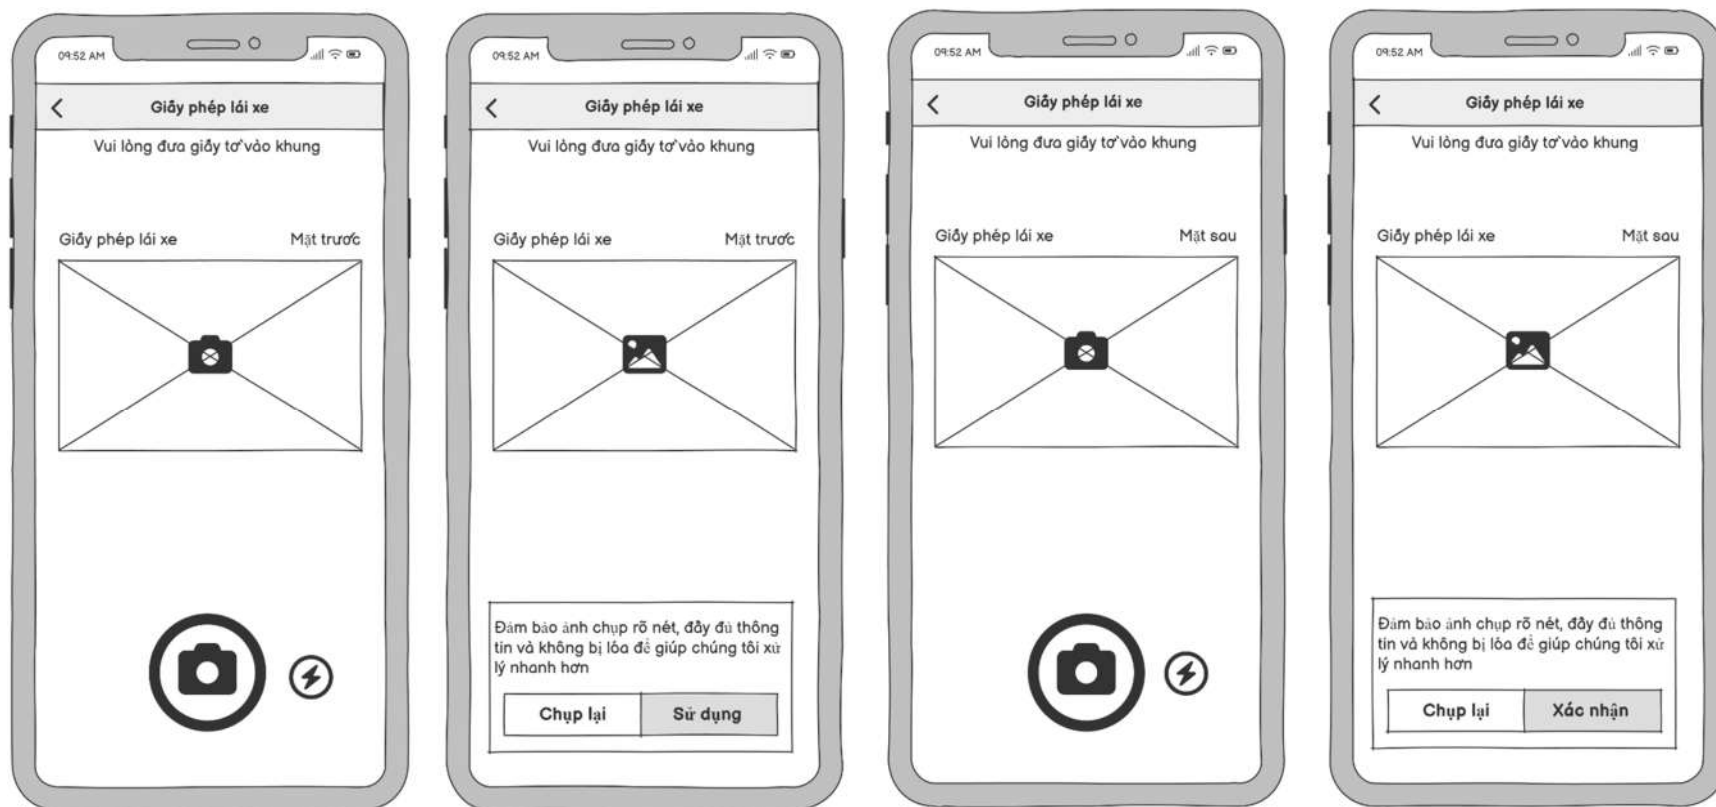 09:52 AM
Giấy phép lái xe
Vui lòng đưa giấy tờ vào khung
Giấy phép lái xe
Mặt trước
09:52 AM
Giấy phép lái xe
Vui lòng đưa giấy tờ vào khung
Giấy phép lái xe
Mặt trước
Đảm bảo ảnh chụp rõ nét, đầy đủ thông
tin và không bị lóa để giúp chúng tôi xử
lý nhanh hơn
Chụp lại
Sử dụng
09:52 AM
Giấy phép lái xe
Vui lòng đưa giấy tờ vào khung
Giấy phép lái xe
Mặt sau
09:52 AM
Giấy phép lái xe
Vui lòng đưa giấy tờ vào khung
Giấy phép lái xe
Mặt sau
Đảm bảo ảnh chụp rõ nét, đầy đủ thông
tin và không bị lóa để giúp chúng tôi xử
lý nhanh hơn
Chụp lại
Xác nhận